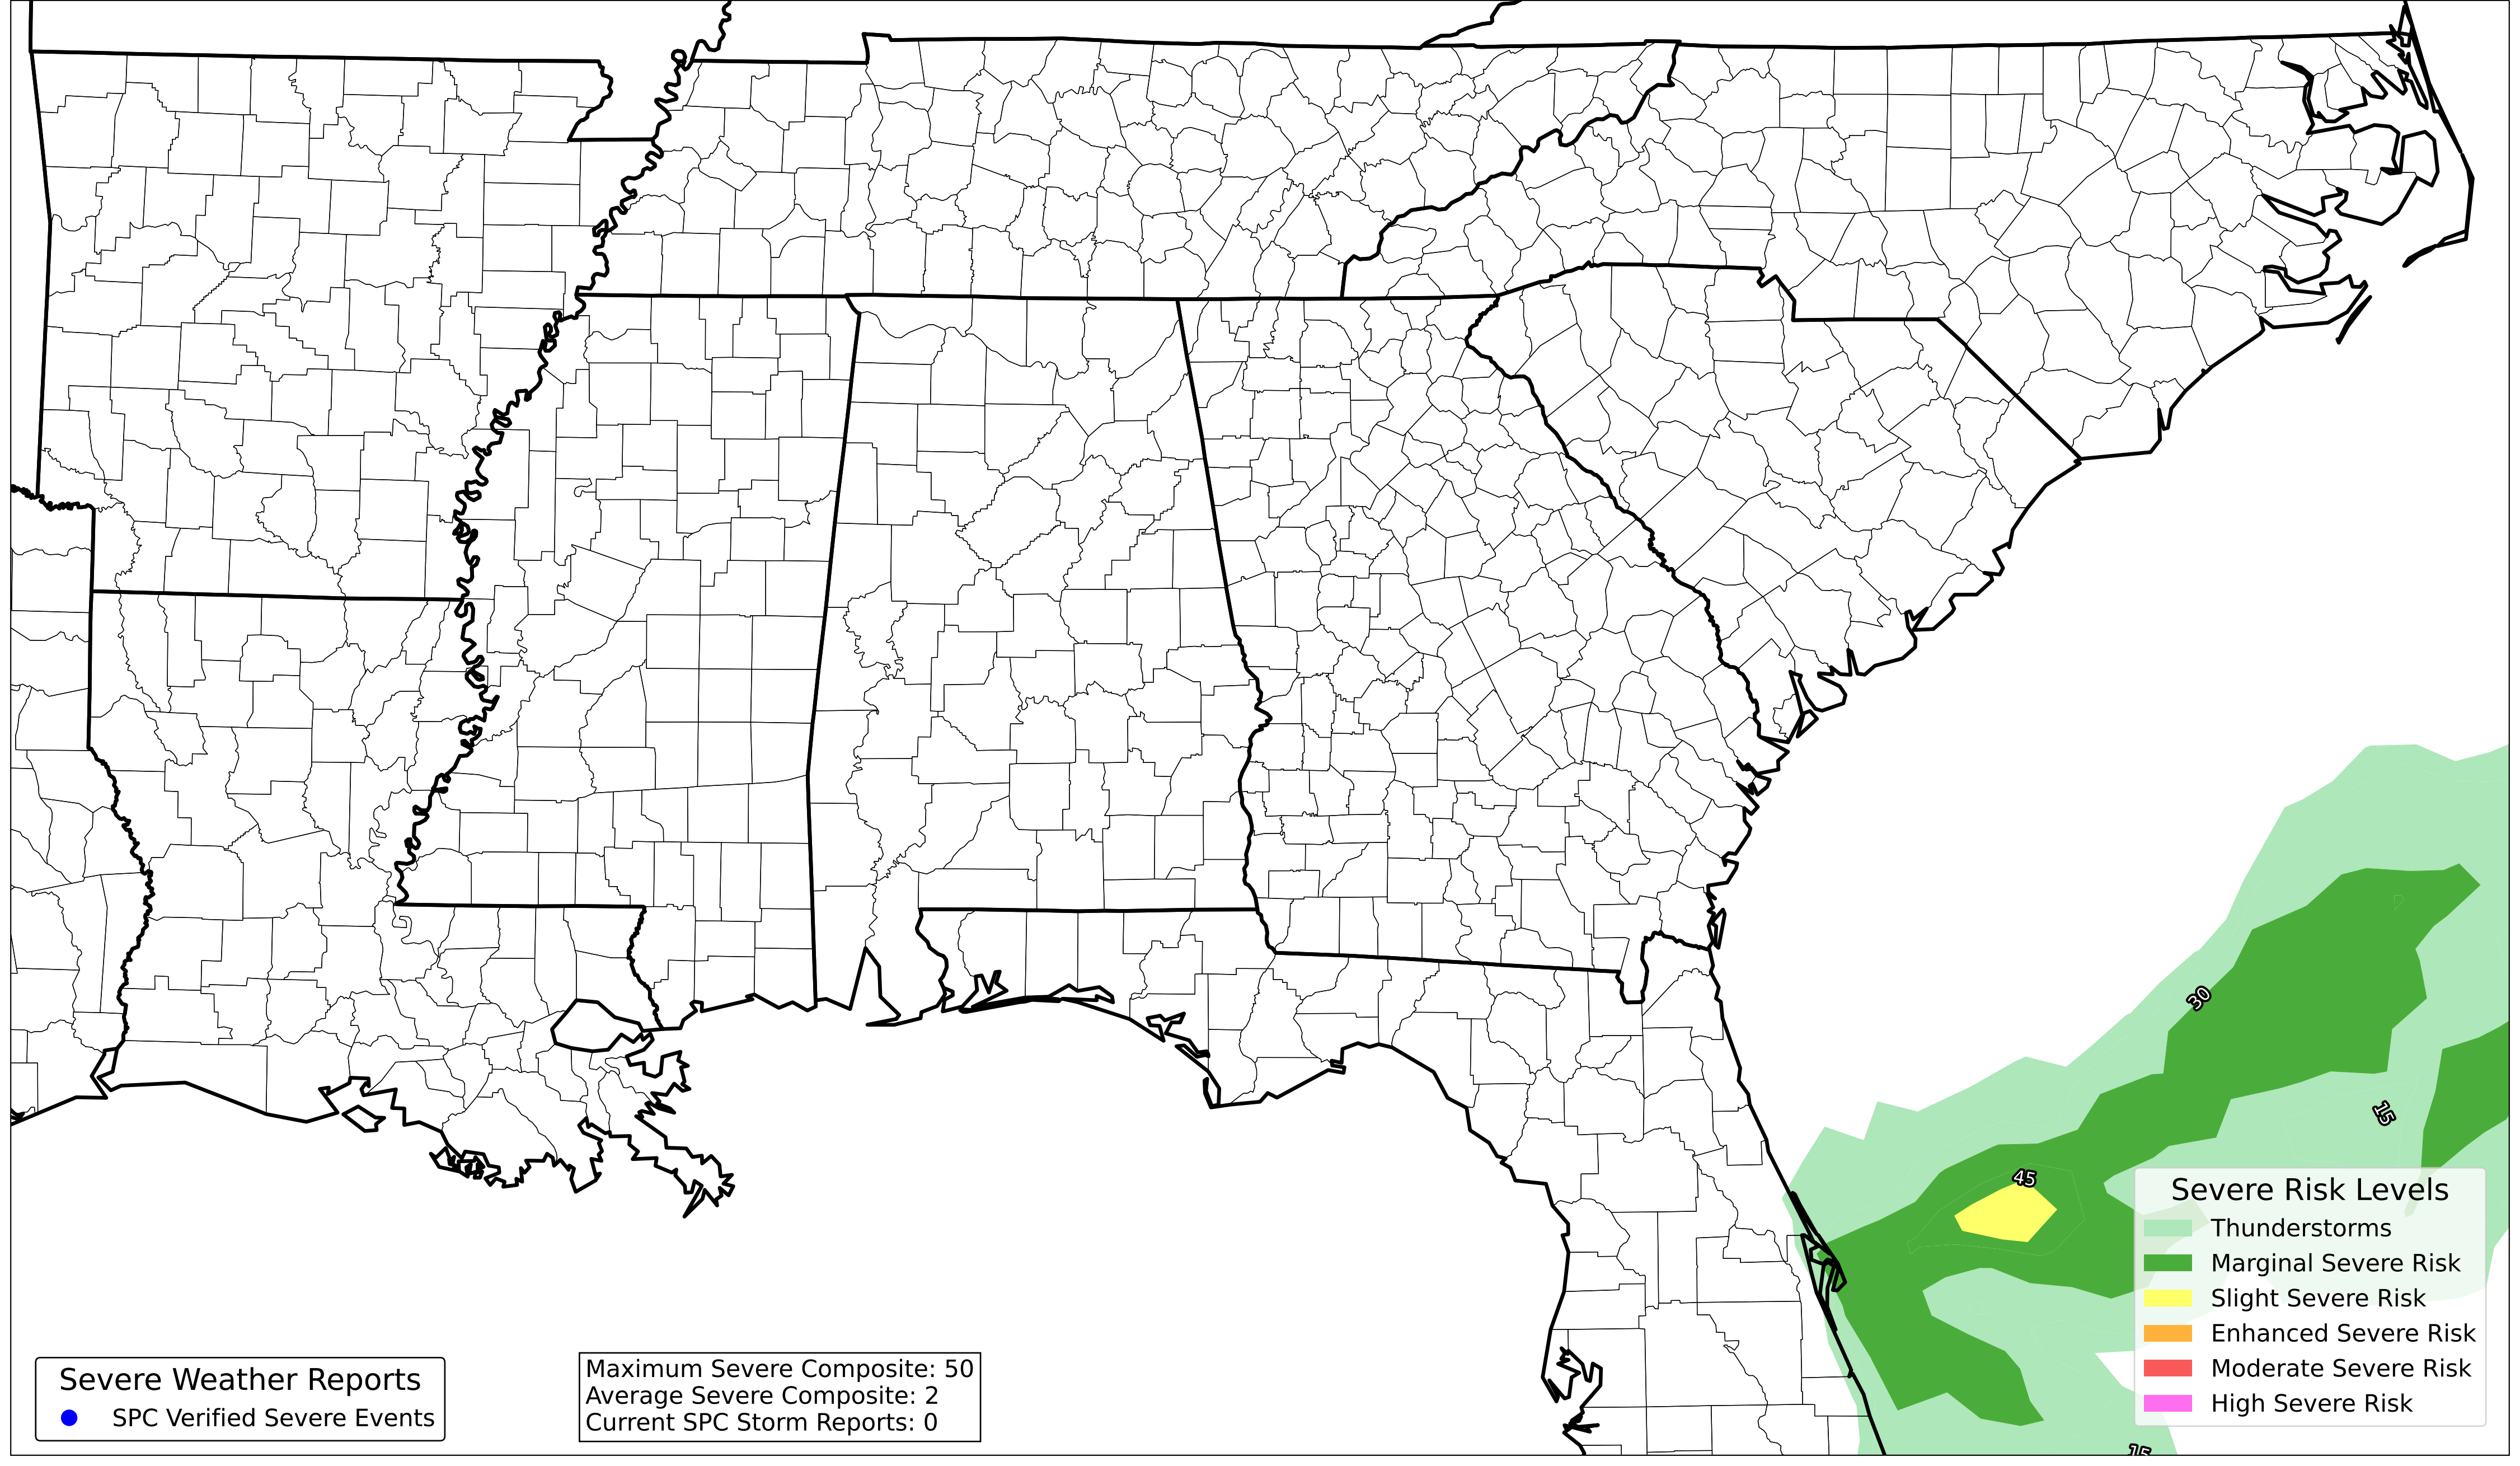 30
15
45
Severe Risk Levels
Thunderstorms
Marginal Severe Risk
Slight Severe Risk
Enhanced Severe Risk
Moderate Severe Risk
High Severe Risk
Severe Weather Reports
SPC Verified Severe Events
Maximum Severe Composite: 50
Average Severe Composite: 2
Current SPC Storm Reports: 0
15